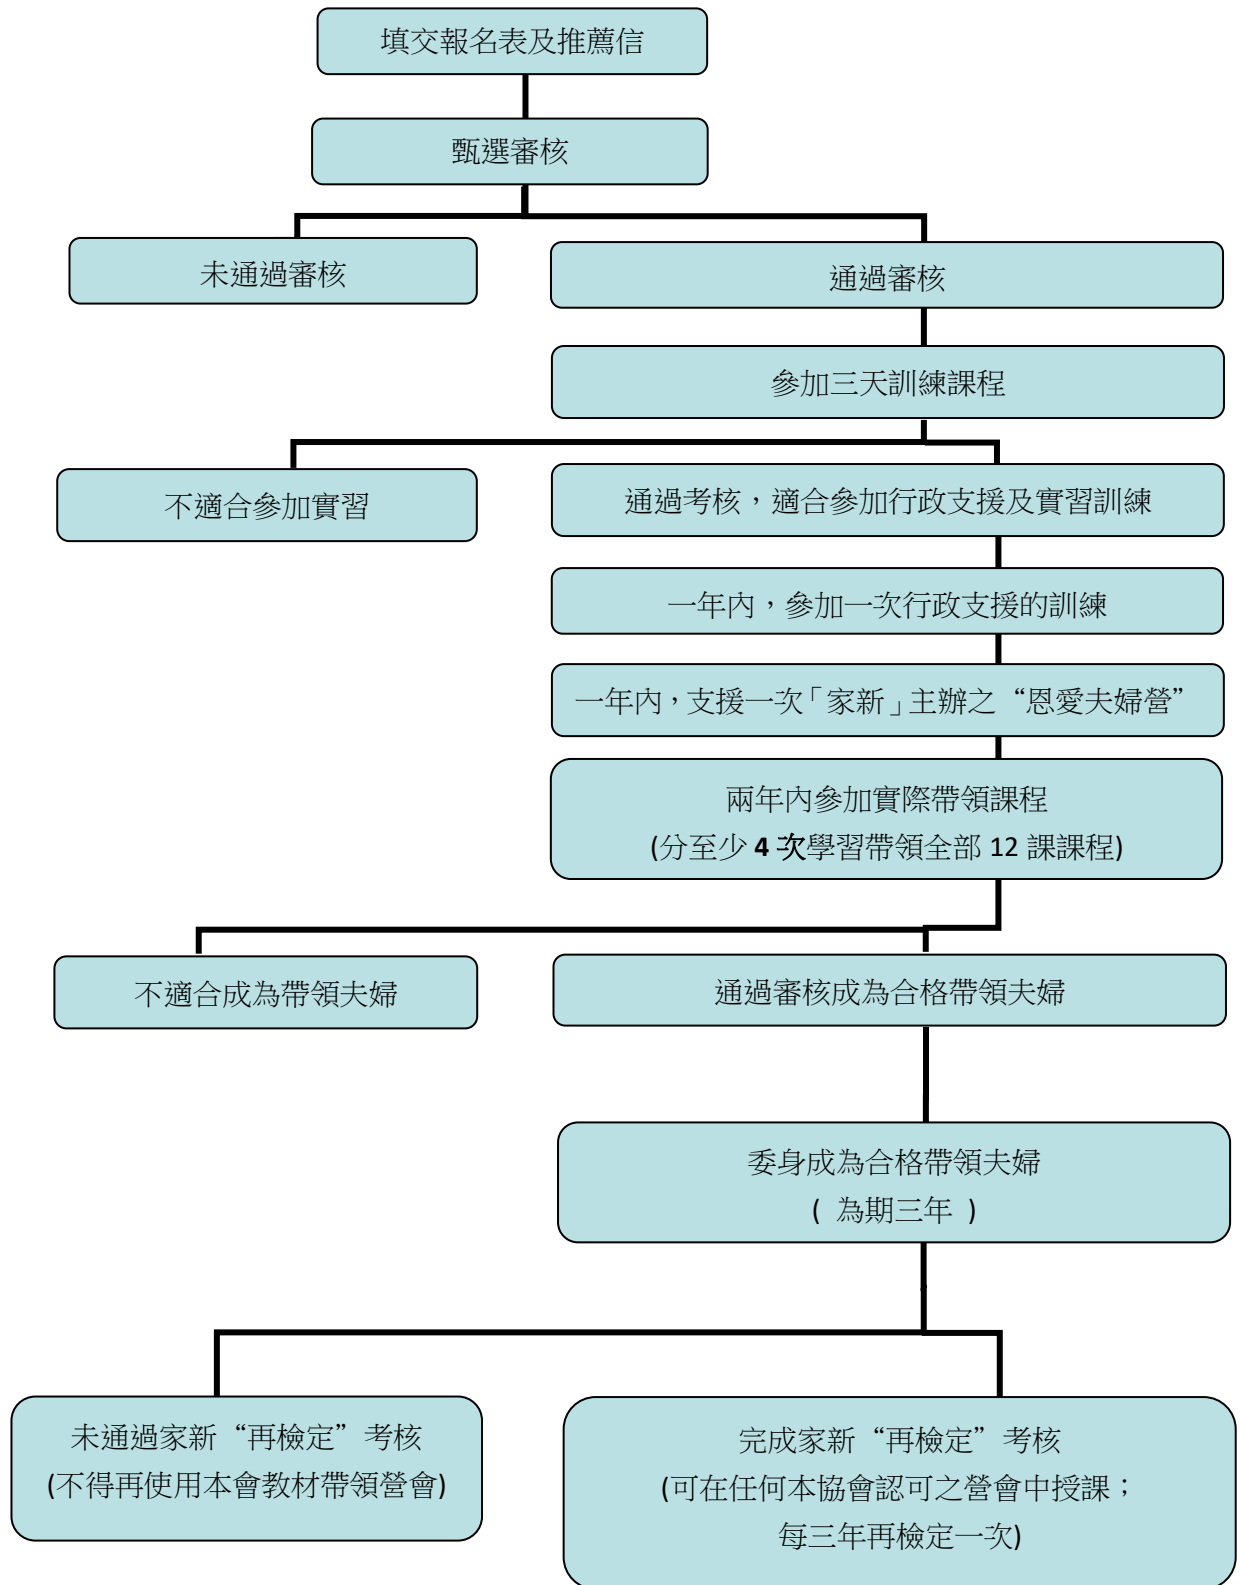 填交報名表及推薦信
甄選審核
未通過審核
通過審核
參加三天訓練課程
不適合參加實習
通過考核，適合參加行政支援及實習訓練
一年內，參加一次行政支援的訓練
一年內，支援一次「家新」主辦之“恩愛夫婦營”
兩年內參加實際帶領課程
(分至少 4 次學習帶領全部 12 課課程)
不適合成為帶領夫婦
通過審核成為合格帶領夫婦
委身成為合格帶領夫婦
( 為期三年 )
未通過家新“再檢定”考核
(不得再使用本會教材帶領營會)
完成家新“再檢定”考核
(可在任何本協會認可之營會中授課；
每三年再檢定一次)